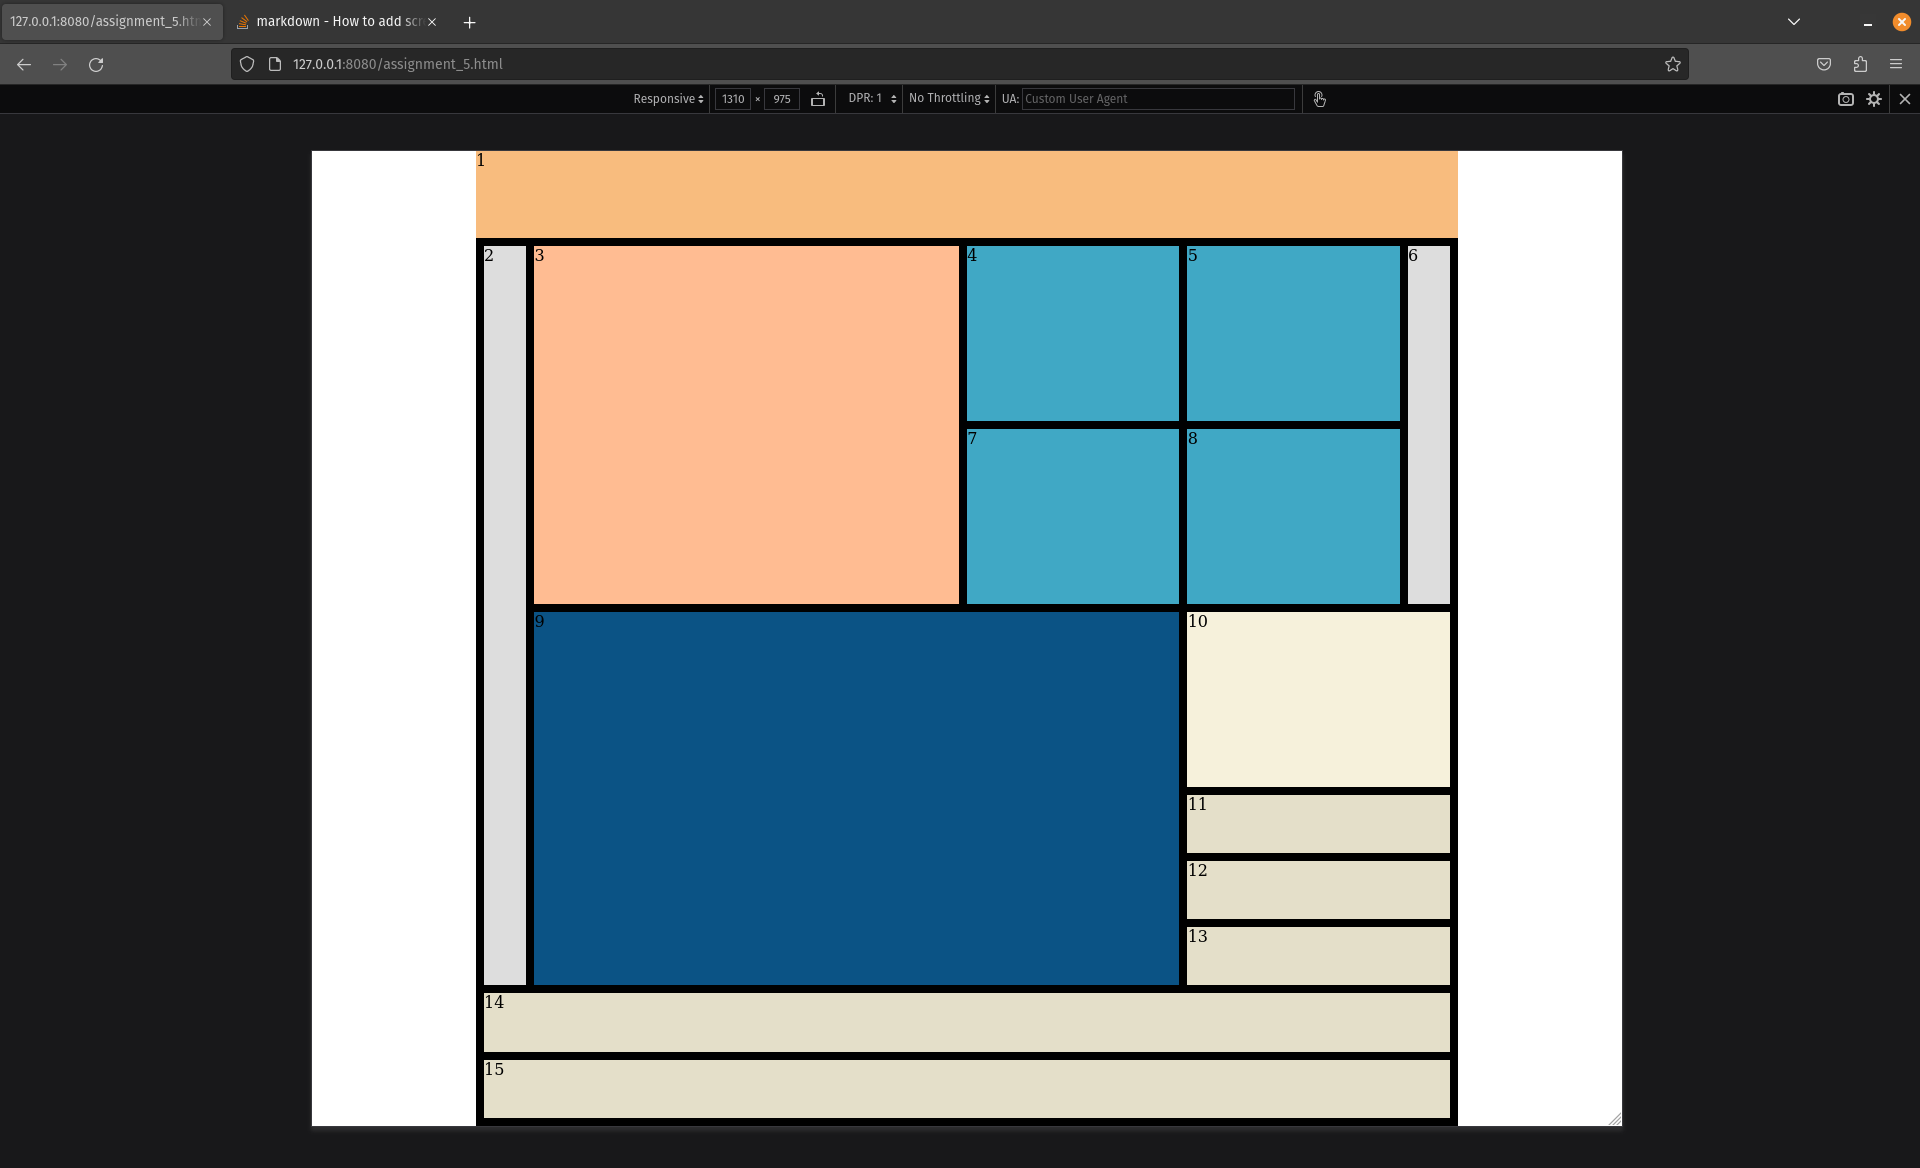 127.0.0.1:8080/assignment_5.ht
markdown - How to add scr
127.0.0.1:8080/assignment_5.html
Responsive 1310 × 975 DPR: 1 No Throttling UA: Custom User Agent
1
2 3 4 5 6
7 8
9 10
11
12
13
14
15